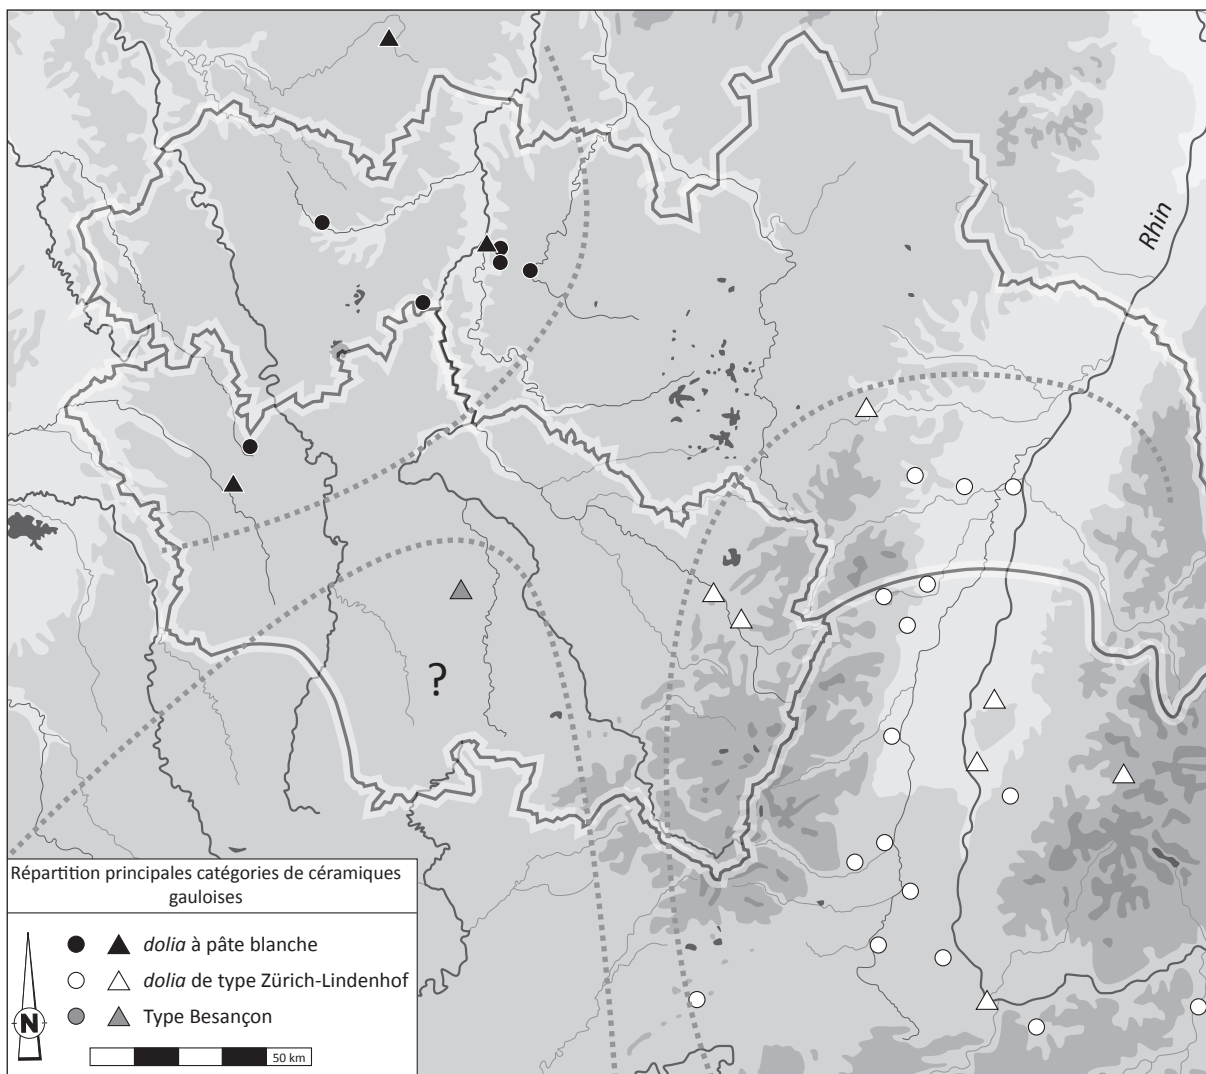 Rhin
?
Répartition principales catégories de céramiques
gauloises
dolia à pâte blanche
dolia de type Zürich-Lindenhof
Type Besançon
N
50 km